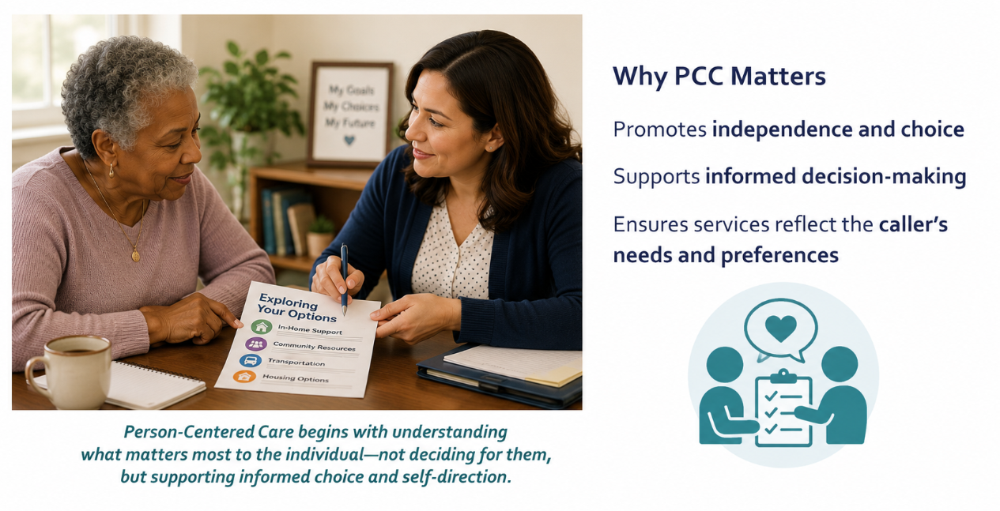 My Goals
My Choices
My Future
Exploring
Your Options
In-Home Support
Community Resources
Transportation
Housing Options
Person-Centered Care begins with understanding
what matters most to the individual—not deciding for them,
but supporting informed choice and self-direction.
Why PCC Matters
Promotes independence and choice
Supports informed decision-making
Ensures services reflect the caller’s
needs and preferences